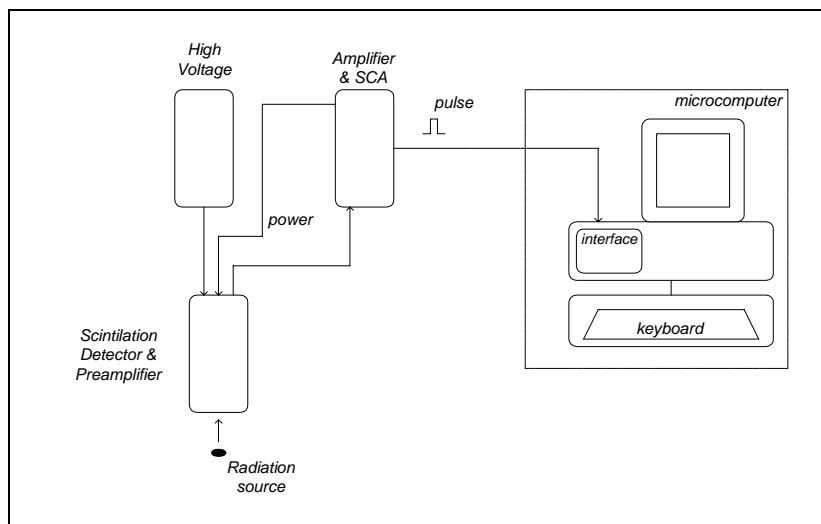 High
Voltage
Amplifier
& SCA
pulse
microcomputer
power
interface
Scintilation
Detector &
Preamplifier
keyboard
Radiation
source